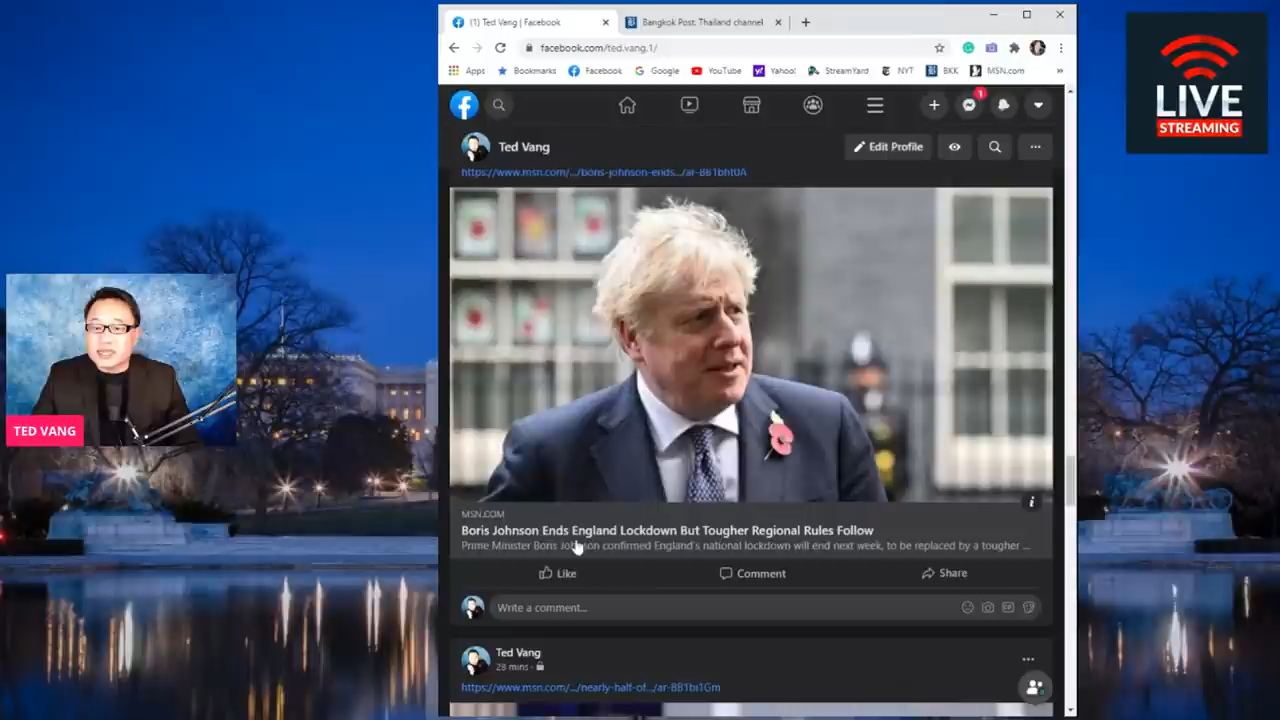 (1) Ted Vang | Facebook
Bangkok Post: Thailand channel
facebook.com/ted.vang.1/
Apps Bookmarks Facebook Google YouTube Yahoo! StreamYard NYT BKK MSN.com »
LIVE
STREAMING
1
Ted Vang
Edit Profile
https://www.msn.com/.../boris-johnson-ends.../ar-BB1bhf0A
TED VANG
MSN.COM
Boris Johnson Ends England Lockdown But Tougher Regional Rules Follow
Prime Minister Boris Johnson confirmed England's national lockdown will end next week, to be replaced by a tougher ...
Like Comment Share
Write a comment...
Ted Vang
28 mins ·
https://www.msn.com/.../nearly-half-of.../ar-BB1bi1Gm